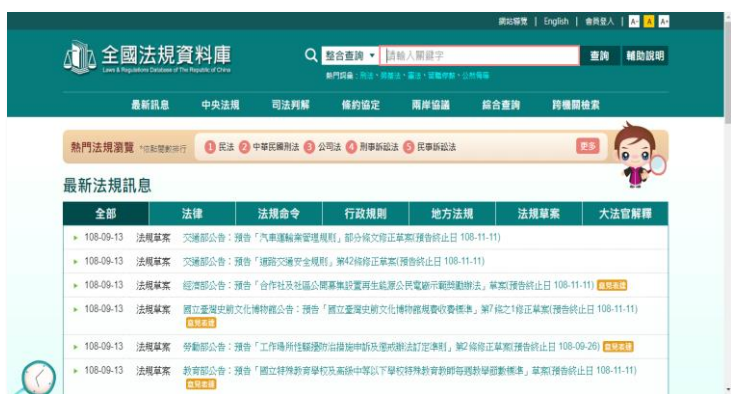 網站導覽 | English | 會員登入 | A- A A+
全國法規資料庫
Laws & Regulations Database of The Republic of China
整合查詢 ▼ 請輸入關鍵字 查詢 輔助說明
熱門詞彙：
最新訊息 中央法規 司法判解 條約協定 兩岸協議 綜合查詢 跨機關檢索
熱門法規瀏覽 *依點閱數排行 1 民法 2 中華民國刑法 3 公司法 4 刑事訴訟法 5 民事訴訟法 更多
最新法規訊息
全部 法律 法規命令 行政規則 地方法規 法規草案 大法官解釋
108-09-13 法規草案 交通部公告：預告「汽車運輸業管理規則」部分條文修正草案(預告終止日 108-11-11)
108-09-13 法規草案 交通部公告：預告「道路交通安全規則」第42條修正草案(預告終止日 108-11-11)
108-09-13 法規草案 經濟部公告：預告「合作社及社區公開募集設置再生能源公民電廠示範獎勵辦法」草案(預告終止日 108-11-11) 意見表達
108-09-13 法規草案 國立臺灣史前文化博物館公告：預告「國立臺灣史前文化博物館規費收費標準」第7條之1修正草案(預告終止日 108-11-11)
意見表達
108-09-13 法規草案 勞動部公告：預告「工作場所性騷擾防治措施申訴及懲戒辦法訂定準則」第2條修正草案(預告終止日 108-09-26) 意見表達
108-09-13 法規草案 教育部公告：預告「國立特殊教育學校及高級中等以下學校特殊教育教師每週教學節數標準」草案(預告終止日 108-11-11)
意見表達